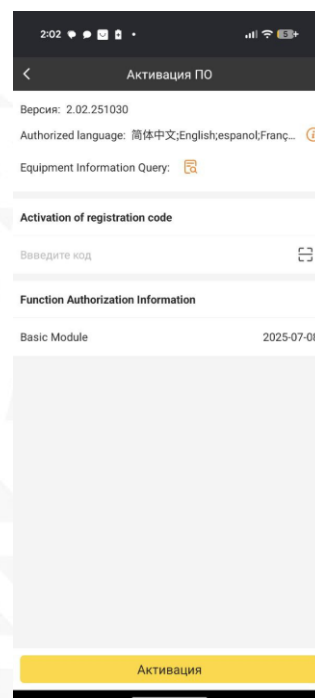 2:02
Активация ПО
Версия: 2.02.251030
Authorized language: 简体中文;English;espanol;Franç...
Equipment Information Query:
Activation of registration code
Введите код
Function Authorization Information
Basic Module 2025-07-08
Активация